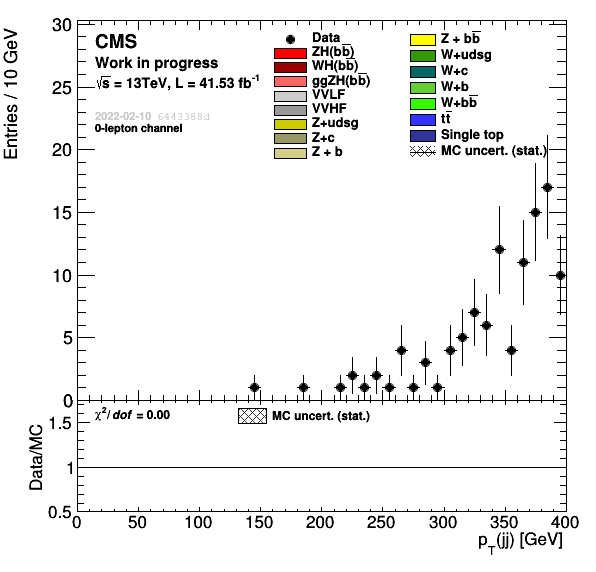 CMS
Work in progress
√s = 13TeV, L = 41.53 fb⁻¹
2022-02-10 6443388d
0-lepton channel
Data
ZH(bb̅)
WH(bb̅)
ggZH(bb̅)
VVLF
VVHF
Z+udsg
Z+c
Z + b
Z + bb̅
W+udsg
W+c
W+b
W+bb̅
tt̅
Single top
MC uncert. (stat.)
Entries / 10 GeV
30
25
20
15
10
5
0
χ²/dof = 0.00
MC uncert. (stat.)
Data/MC
1.5
1
0.5
0 50 100 150 200 250 300 350 400
p_T(jj) [GeV]